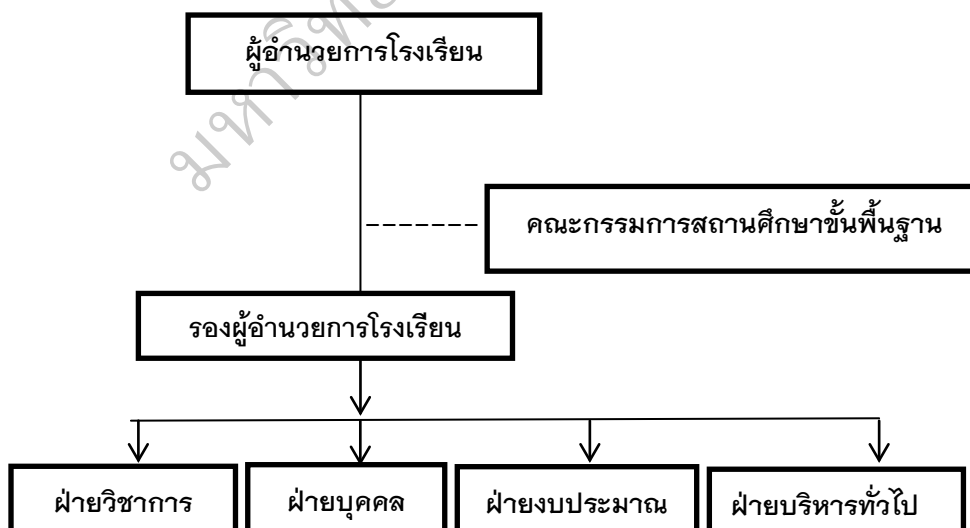 ผู้อำนวยการโรงเรียน
คณะกรรมการสถานศึกษาขั้นพื้นฐาน
รองผู้อำนวยการโรงเรียน
ฝ่ายวิชาการ ฝ่ายบุคคล ฝ่ายงบประมาณ ฝ่ายบริหารทั่วไป